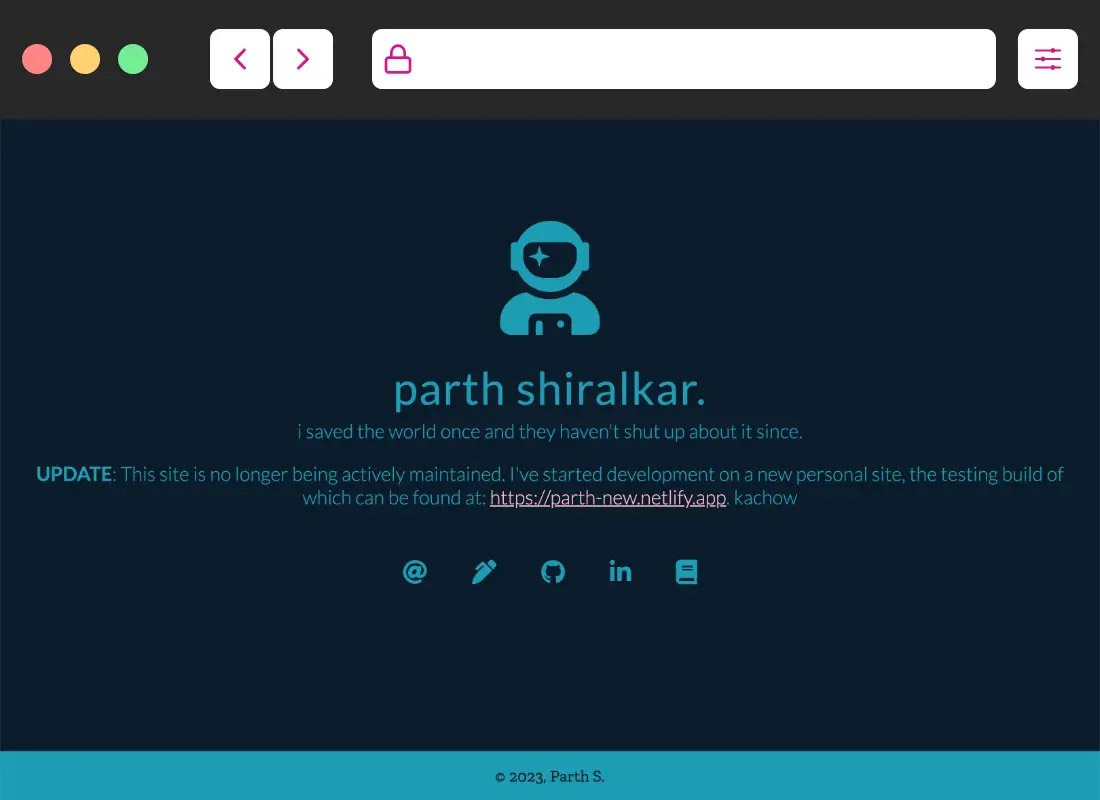 parth shiralkar.
i saved the world once and they haven't shut up about it since.
UPDATE: This site is no longer being actively maintained. I've started development on a new personal site, the testing build of
which can be found at: https://parth-new.netlify.app. kachow
© 2023, Parth S.